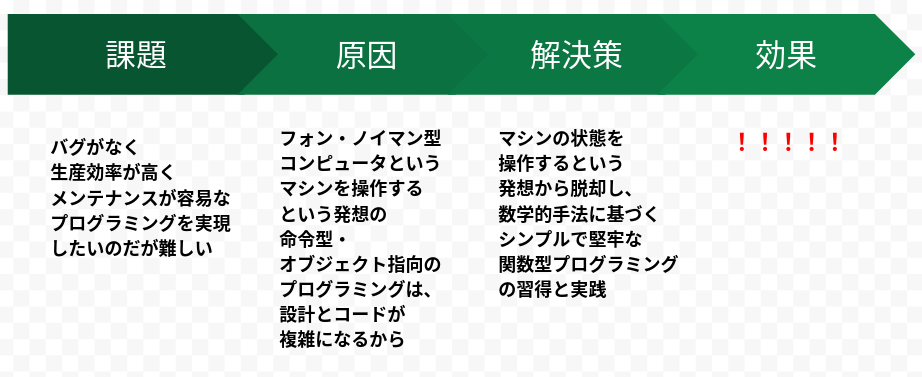 課題
原因
解決策
効果
バグがなく
生産効率が高く
メンテナンスが容易な
プログラミングを実現
したいのだが難しい
フォン・ノイマン型
コンピュータという
マシンを操作する
という発想の
命令型・
オブジェクト指向の
プログラミングは、
設計とコードが
複雑になるから
マシンの状態を
操作するという
発想から脱却し、
数学的手法に基づく
シンプルで堅牢な
関数型プログラミング
の習得と実践
！！！！！